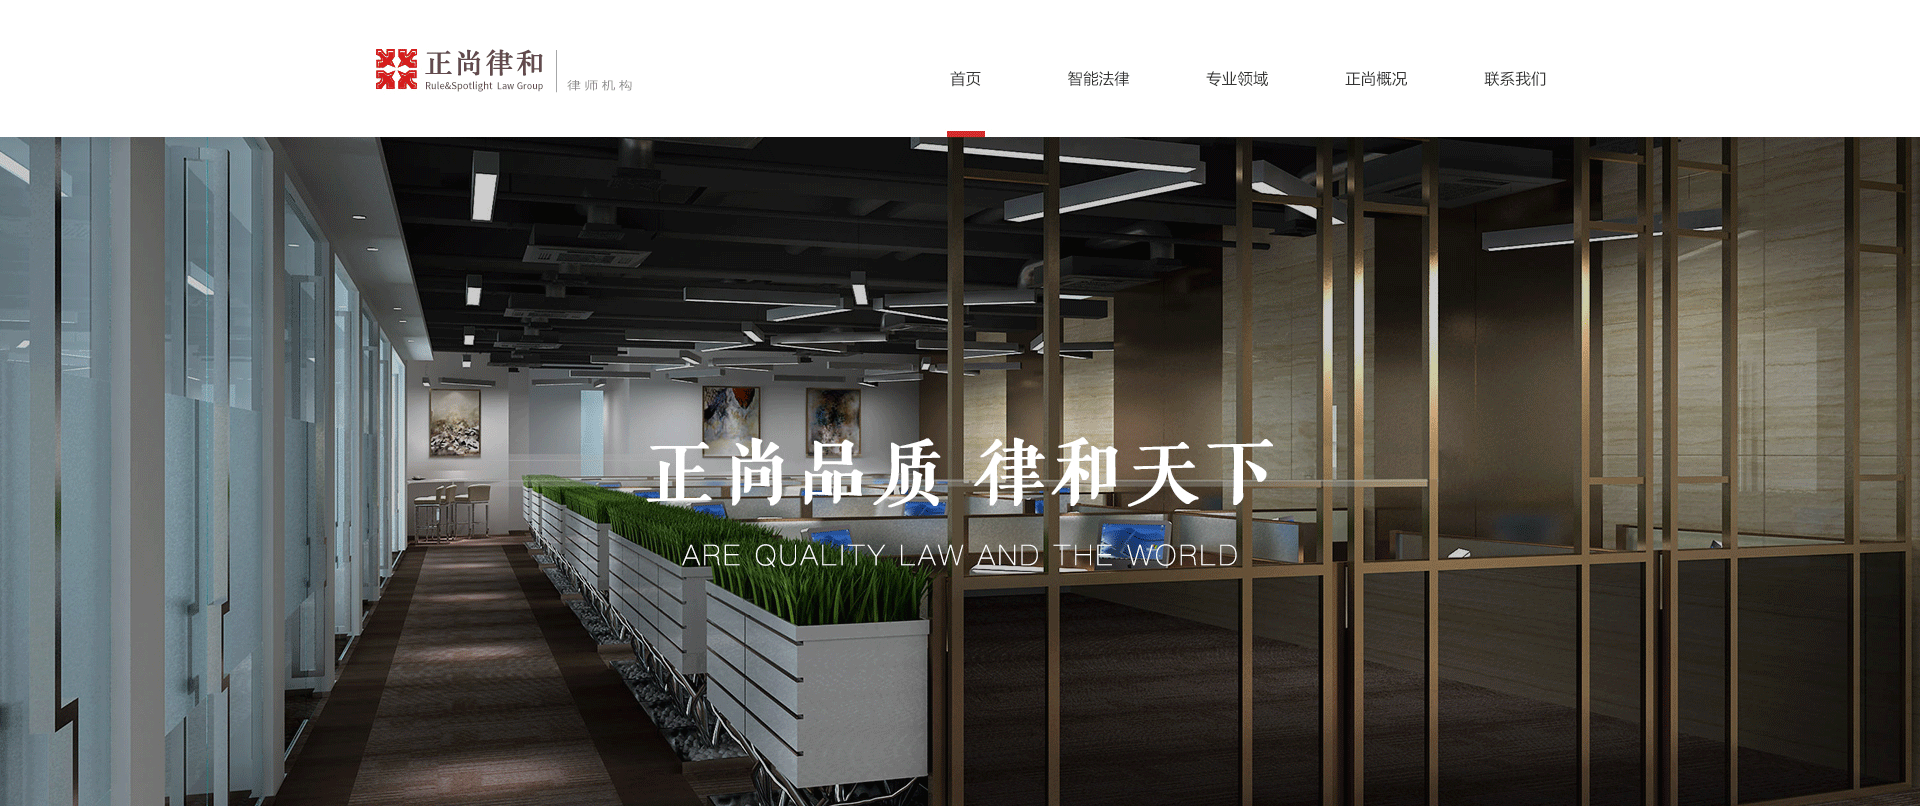 正尚律和
Rule&Spotlight Law Group
律师机构
首页
智能法律
专业领域
正尚概况
联系我们
正尚品质 律和天下
ARE QUALITY LAW AND THE WORLD